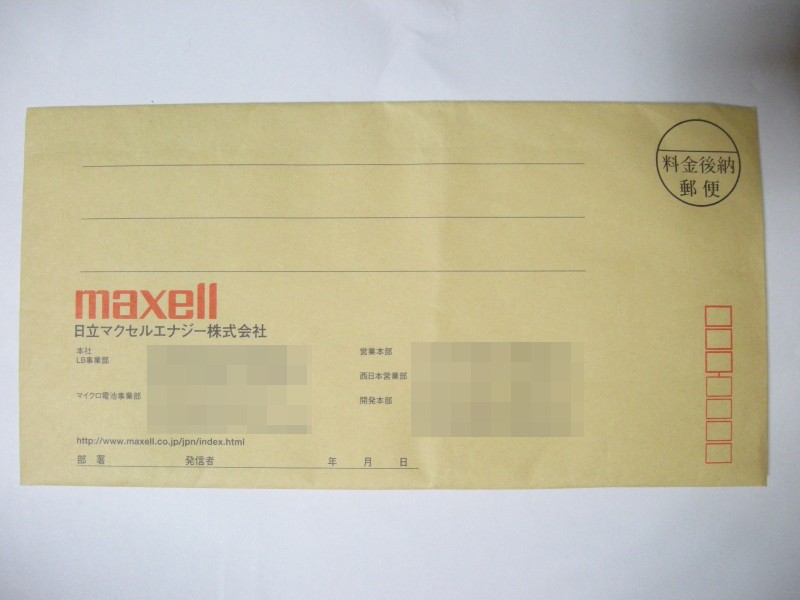 料金後納
郵便
maxell
日立マクセルエナジー株式会社
本社
LB事業部
マイクロ電池事業部
営業本部
西日本営業部
開発本部
http://www.maxell.co.jp/jpn/index.html
部署 発信者 年 月 日